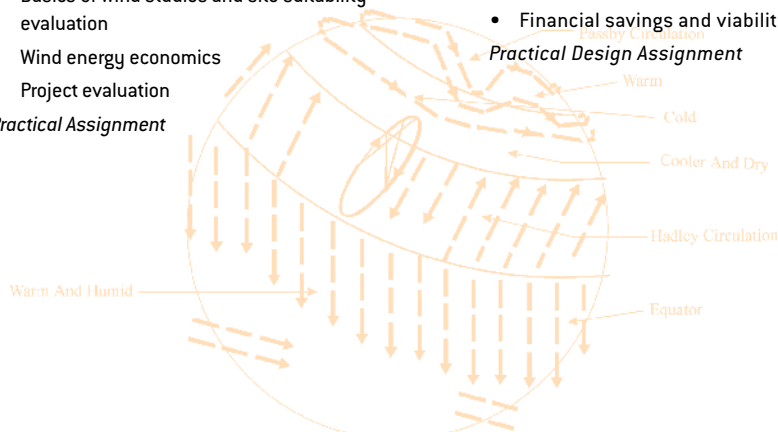 evaluation
Wind energy economics
Project evaluation
Practical Assignment
• Financial savings and viabilit
Practical Design Assignment
Passby Circulation
Warm
Cold
Cooler And Dry
Hadley Circulation
Equator
Warm And Humid